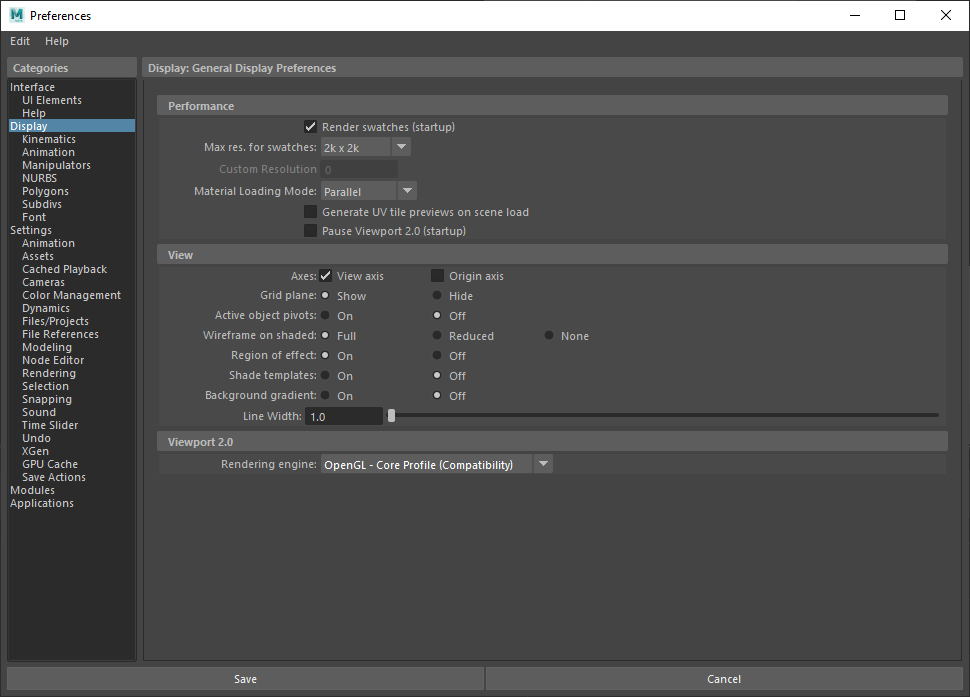 Preferences
Edit Help
Categories
Interface
UI Elements
Help
Display
Kinematics
Animation
Manipulators
NURBS
Polygons
Subdivs
Font
Settings
Animation
Assets
Cached Playback
Cameras
Color Management
Dynamics
Files/Projects
File References
Modeling
Node Editor
Rendering
Selection
Snapping
Sound
Time Slider
Undo
XGen
GPU Cache
Save Actions
Modules
Applications
Display: General Display Preferences
Performance
Render swatches (startup)
Max res. for swatches: 2k x 2k
Custom Resolution 0
Material Loading Mode: Parallel
Generate UV tile previews on scene load
Pause Viewport 2.0 (startup)
View
Axes: View axis Origin axis
Grid plane: Show Hide
Active object pivots: On Off
Wireframe on shaded: Full Reduced None
Region of effect: On Off
Shade templates: On Off
Background gradient: On Off
Line Width: 1.0
Viewport 2.0
Rendering engine: OpenGL - Core Profile (Compatibility)
Save Cancel